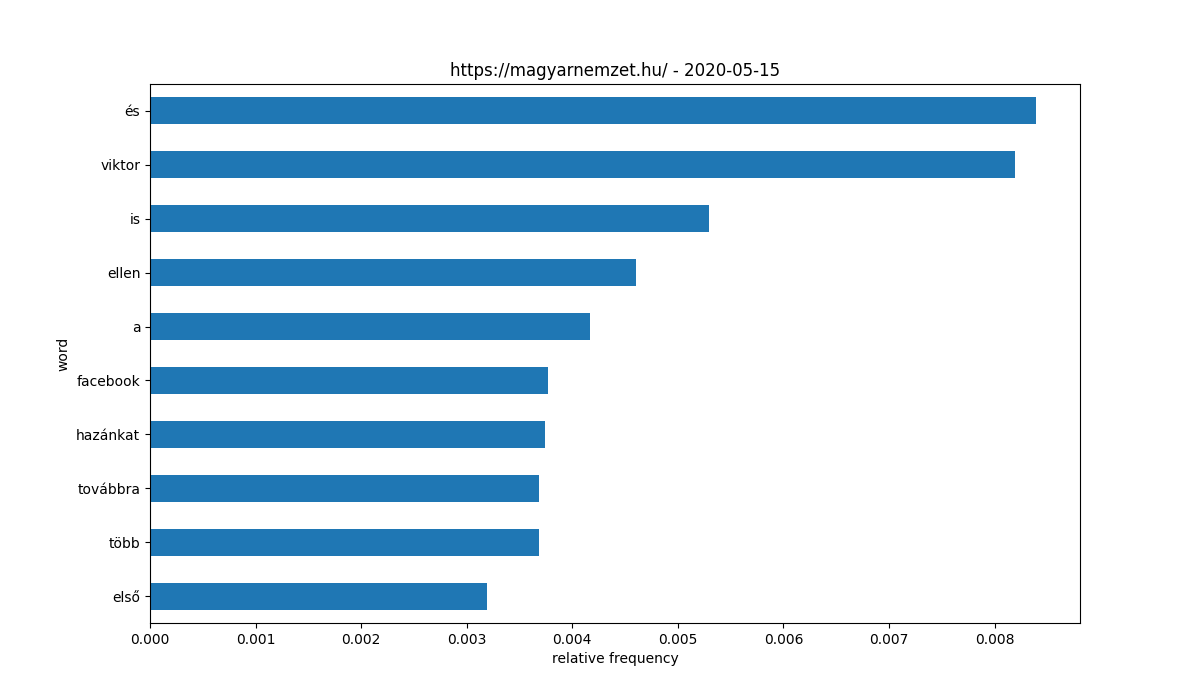 https://magyarnemzet.hu/ - 2020-05-15
és
viktor
is
ellen
a
facebook
hazánkat
továbbra
több
első
word
0.000 0.001 0.002 0.003 0.004 0.005 0.006 0.007 0.008
relative frequency